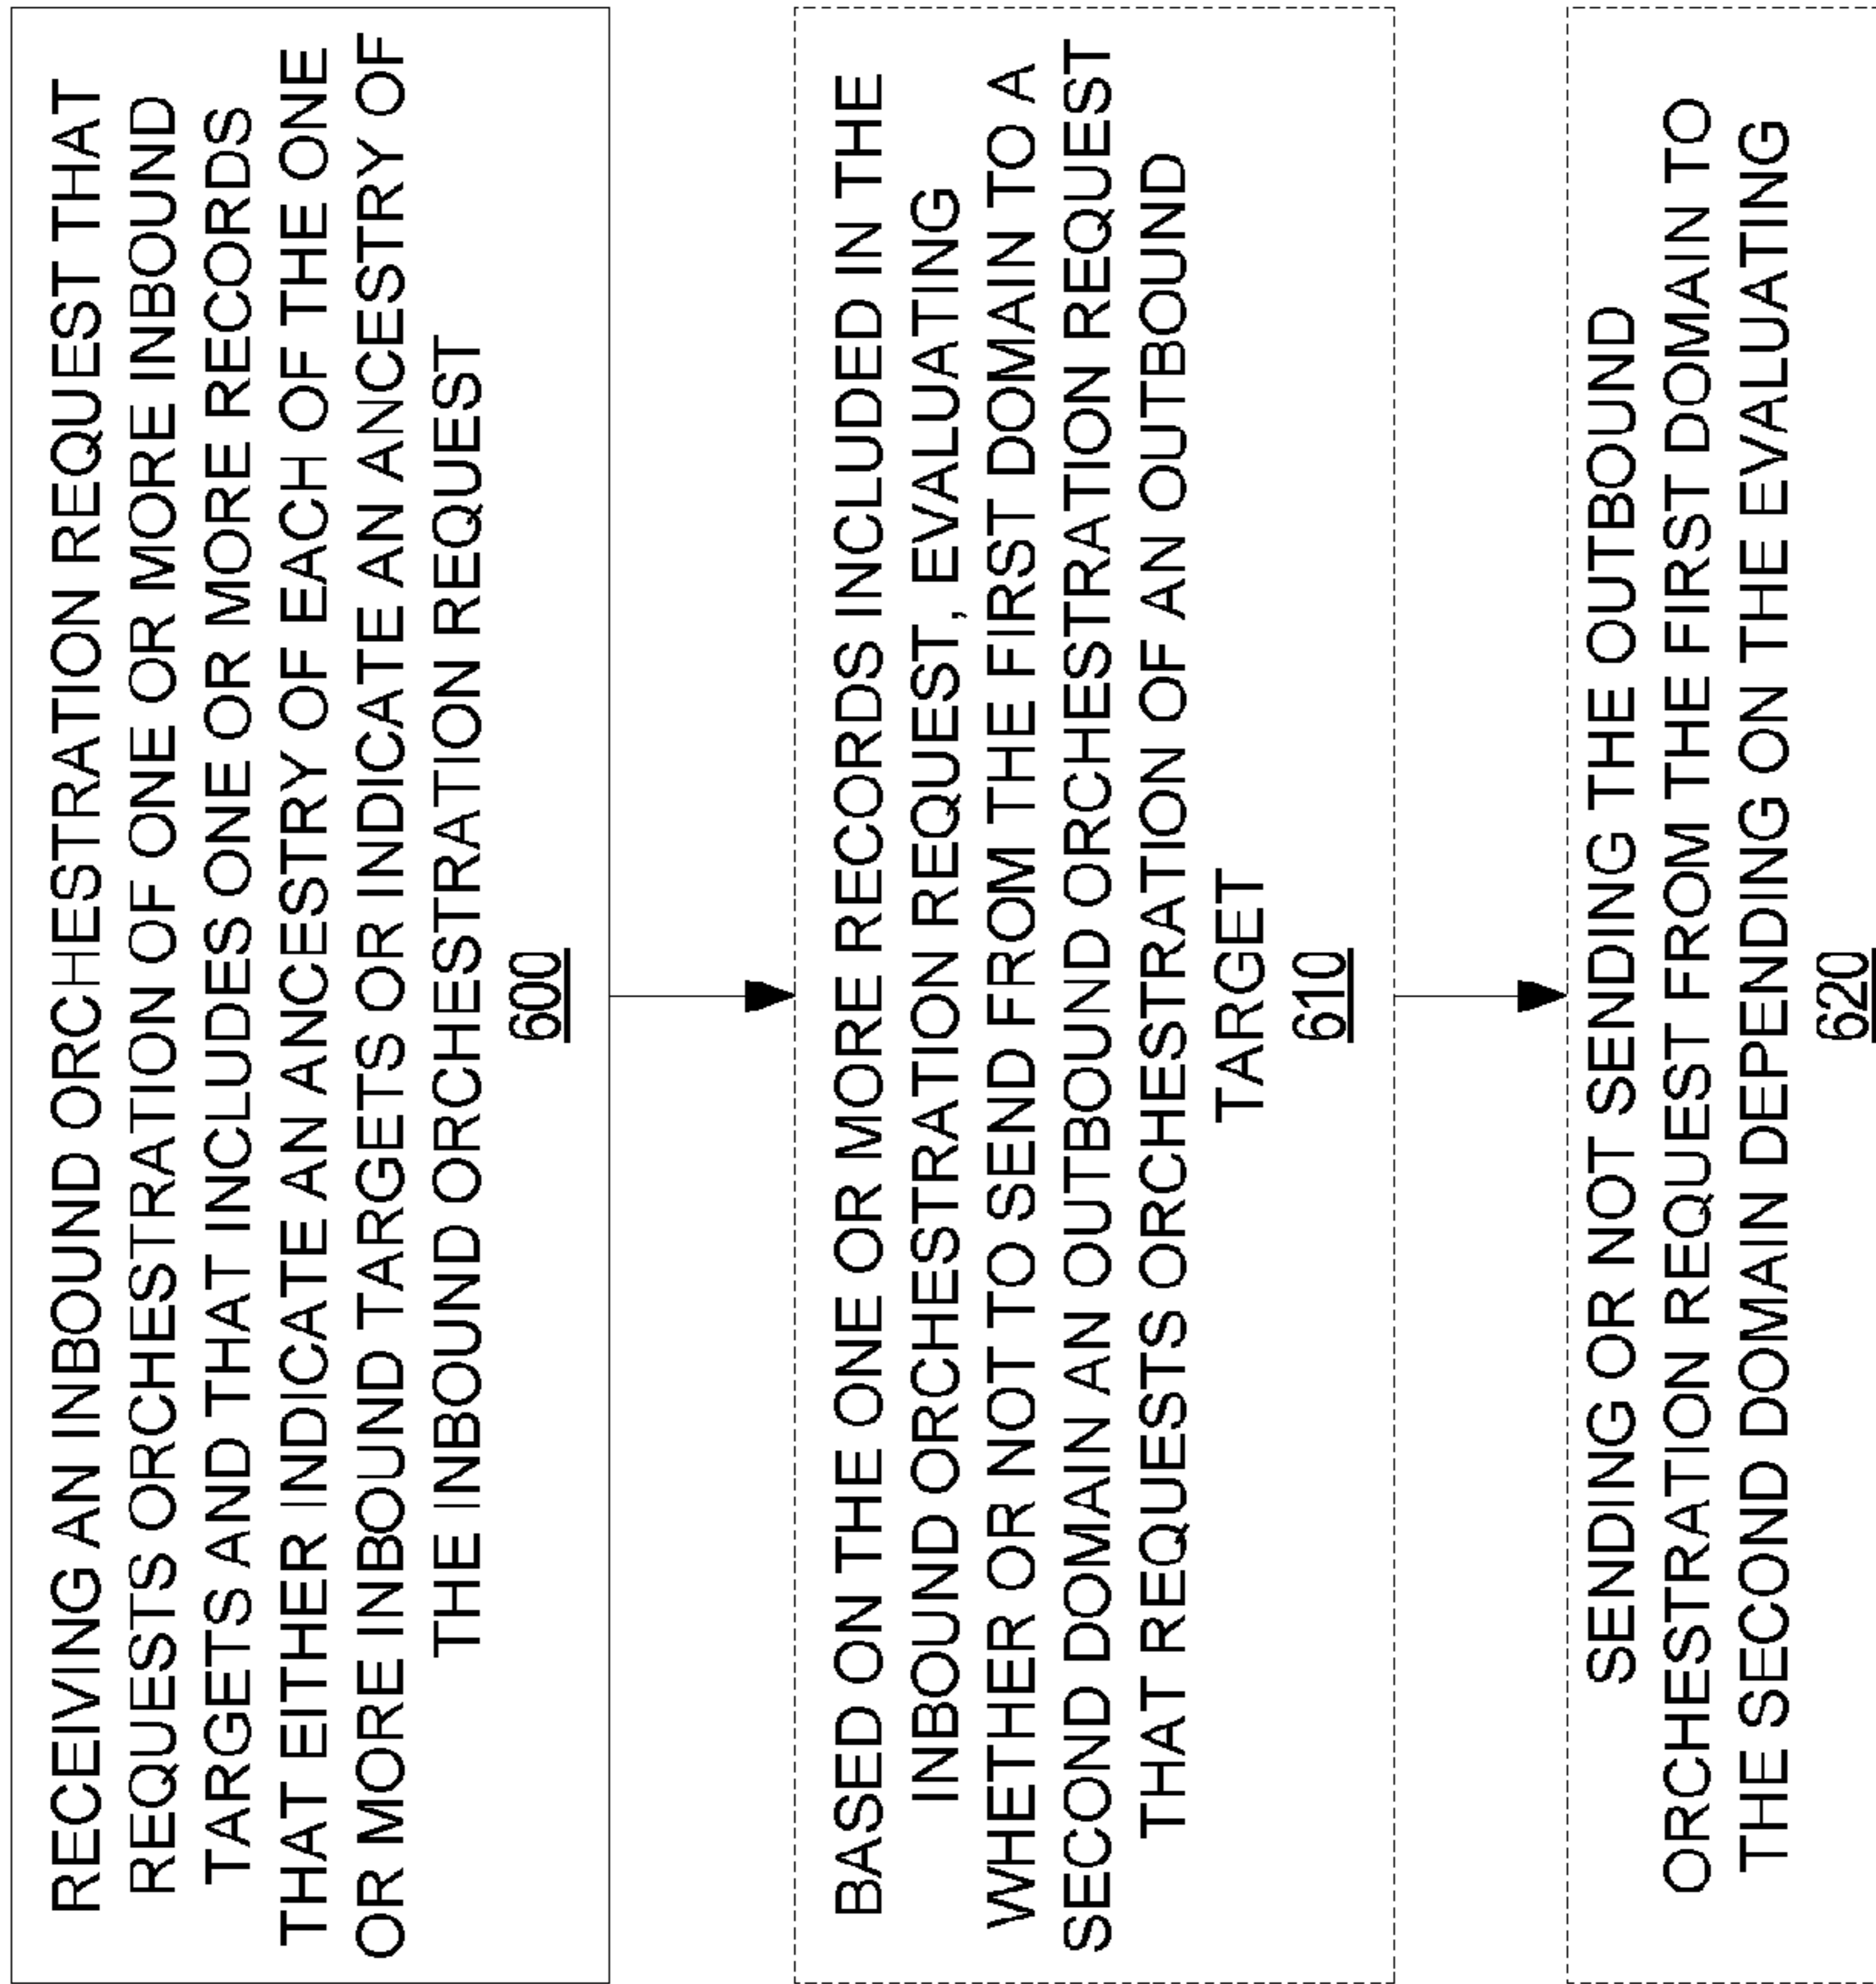 RECEIVING AN INBOUND ORCHESTRATION REQUEST THAT
REQUESTS ORCHESTRATION OF ONE OR MORE INBOUND
TARGETS AND THAT INCLUDES ONE OR MORE RECORDS
THAT EITHER INDICATE AN ANCESTRY OF EACH OF THE ONE
OR MORE INBOUND TARGETS OR INDICATE AN ANCESTRY OF
THE INBOUND ORCHESTRATION REQUEST
600
BASED ON THE ONE OR MORE RECORDS INCLUDED IN THE
INBOUND ORCHESTRATION REQUEST, EVALUATING
WHETHER OR NOT TO SEND FROM THE FIRST DOMAIN TO A
SECOND DOMAIN AN OUTBOUND ORCHESTRATION REQUEST
THAT REQUESTS ORCHESTRATION OF AN OUTBOUND
TARGET
610
SENDING OR NOT SENDING THE OUTBOUND
ORCHESTRATION REQUEST FROM THE FIRST DOMAIN TO
THE SECOND DOMAIN DEPENDING ON THE EVALUATING
620